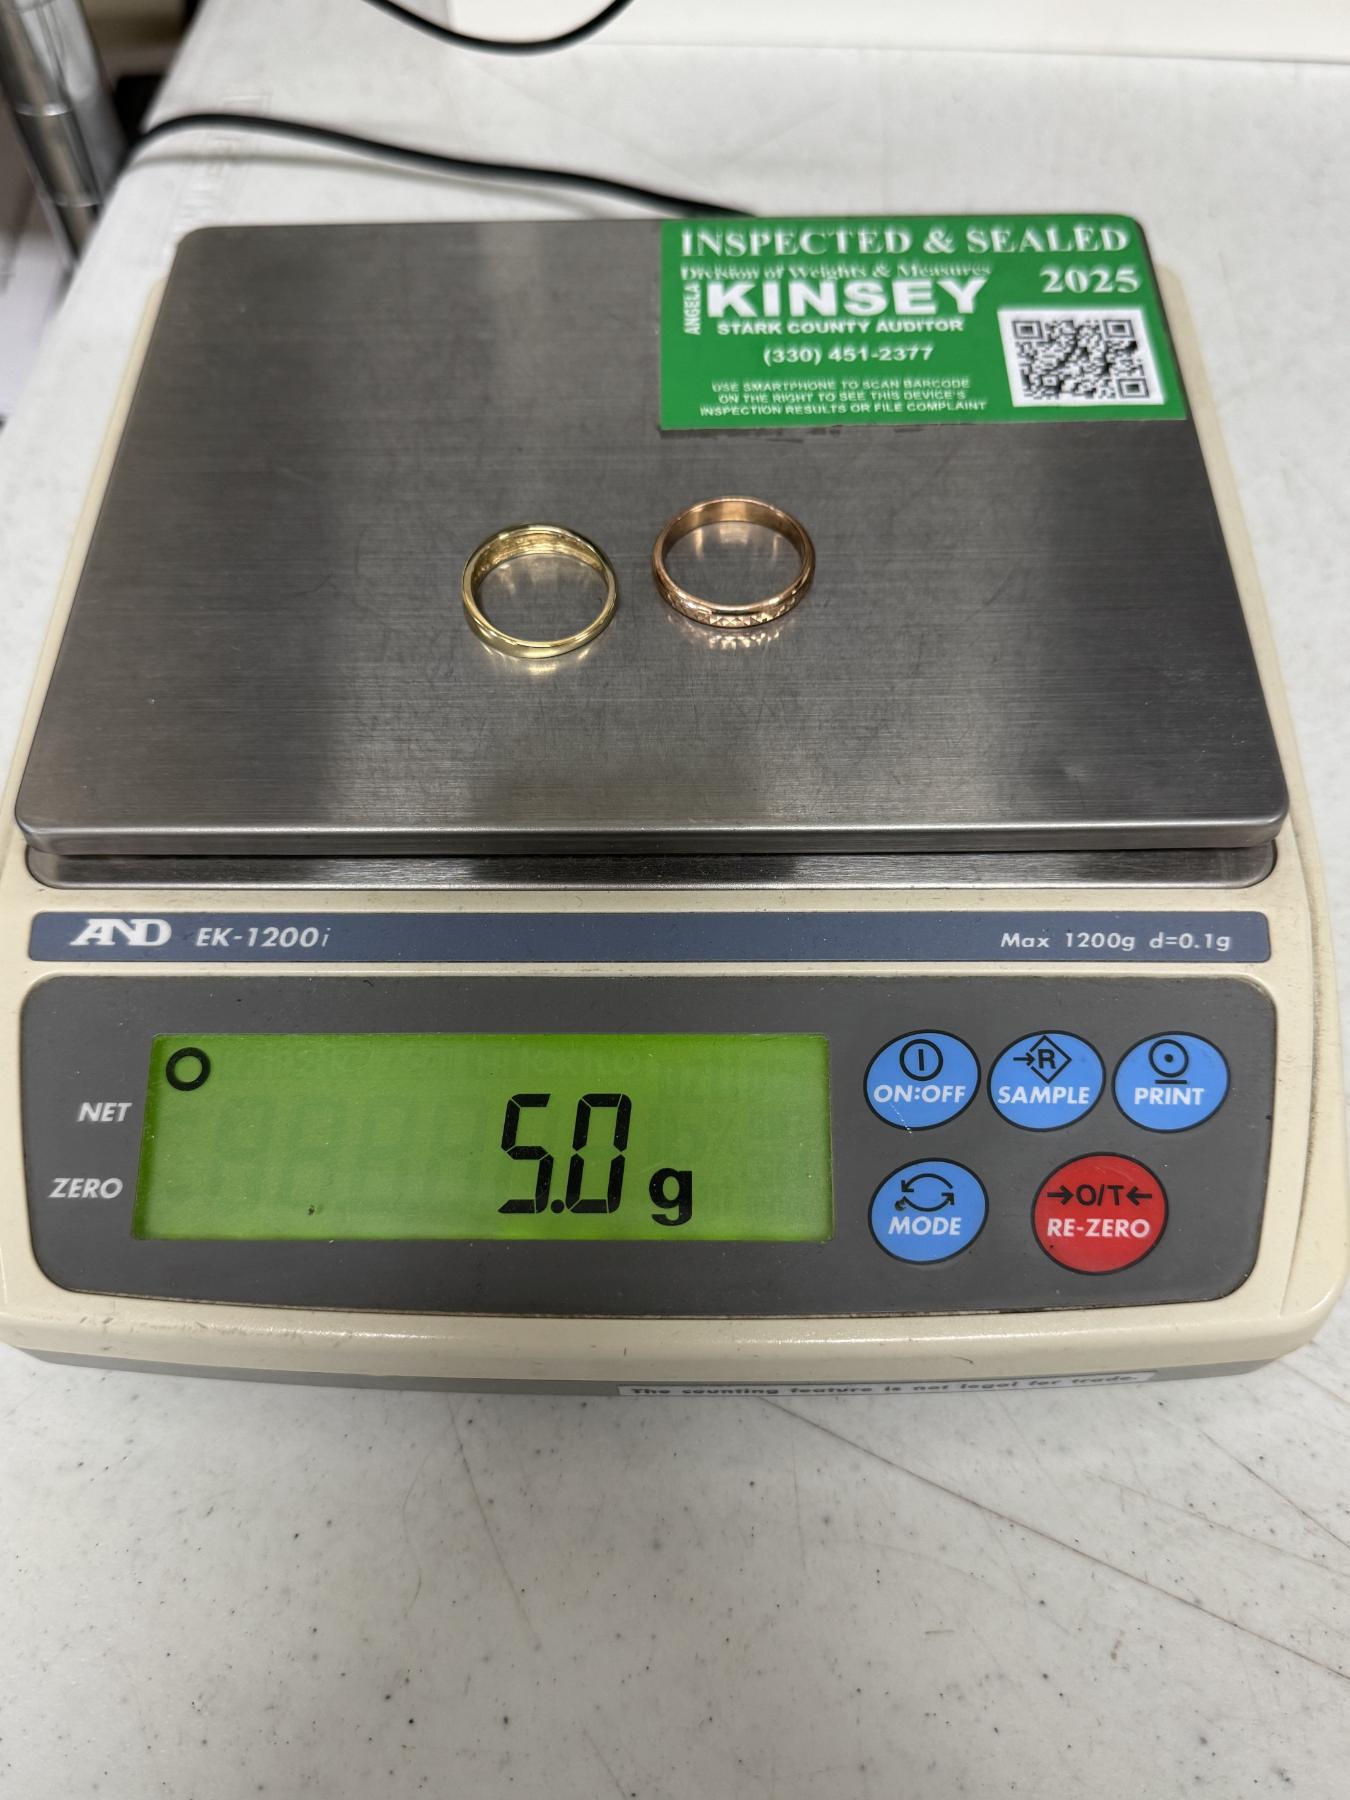 INSPECTED & SEALED
Division of Weights & Measures
2025
ANGELA
KINSEY
STARK COUNTY AUDITOR
(330) 451-2377
USE SMARTPHONE TO SCAN BARCODE
ON THE RIGHT TO SEE THIS DEVICE'S
INSPECTION RESULTS OR FILE COMPLAINT
AND EK-1200i
Max 1200g d=0.1g
NET
ZERO
5.0 g
ON:OFF
R
SAMPLE
PRINT
MODE
→O/T←
RE-ZERO
The counting feature is not legal for trade.